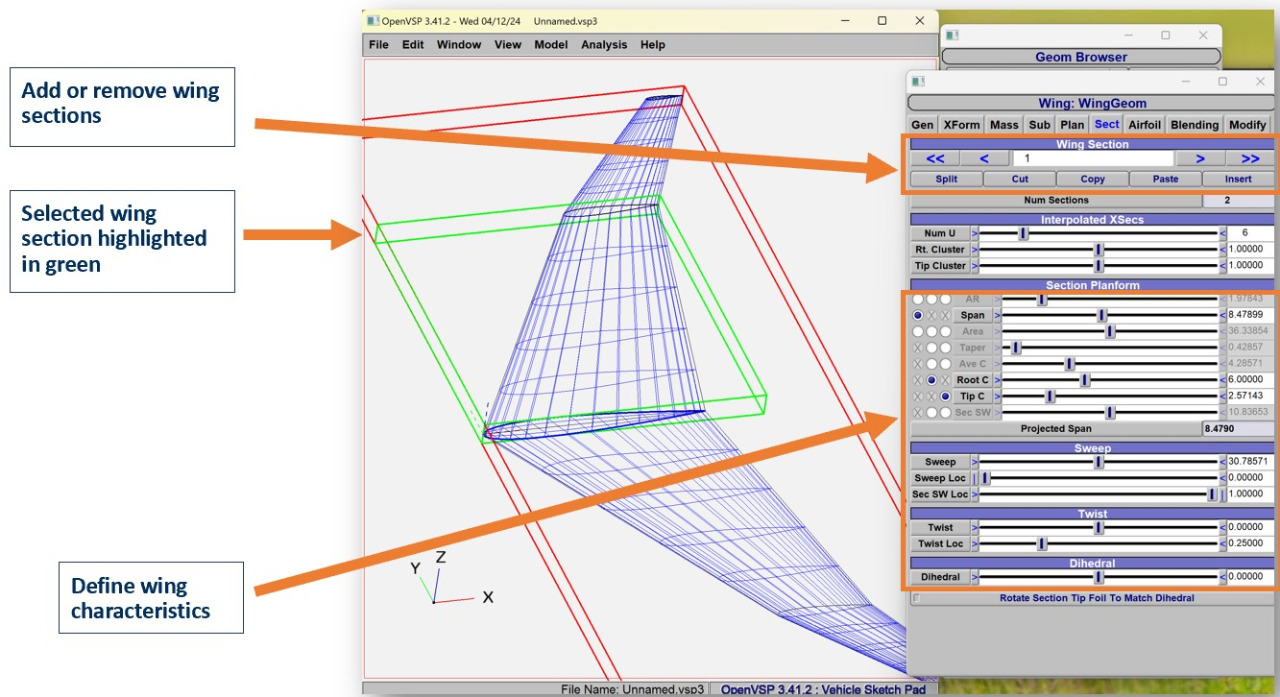 OpenVSP 3.41.2 - Wed 04/12/24 Unnamed.vsp3
File Edit Window View Model Analysis Help
Add or remove wing
sections
Selected wing
section highlighted
in green
Define wing
characteristics
Y Z
X
File Name: Unnamed.vsp3 OpenVSP 3.41.2 : Vehicle Sketch Pad
Geom Browser
Wing: WingGeom
Gen XForm Mass Sub Plan Sect Airfoil Blending Modify
Wing Section
<< < 1 > >>
Split Cut Copy Paste Insert
Num Sections 2
Interpolated XSecs
Num U > < 6
Rt. Cluster > < 1.00000
Tip Cluster > < 1.00000
Section Planform
AR > < 1.97843
X X Span > < 8.47899
Area > < 36.33854
X Taper > < 0.42857
X Ave C > < 4.28571
X X Root C > < 6.00000
X X Tip C > < 2.57143
X Sec SW > < 10.83653
Projected Span 8.4790
Sweep
Sweep > < 30.78571
Sweep Loc | < 0.00000
Sec SW Loc > | 1.00000
Twist
Twist > < 0.00000
Twist Loc > < 0.25000
Dihedral
Dihedral > < 0.00000
Rotate Section Tip Foil To Match Dihedral